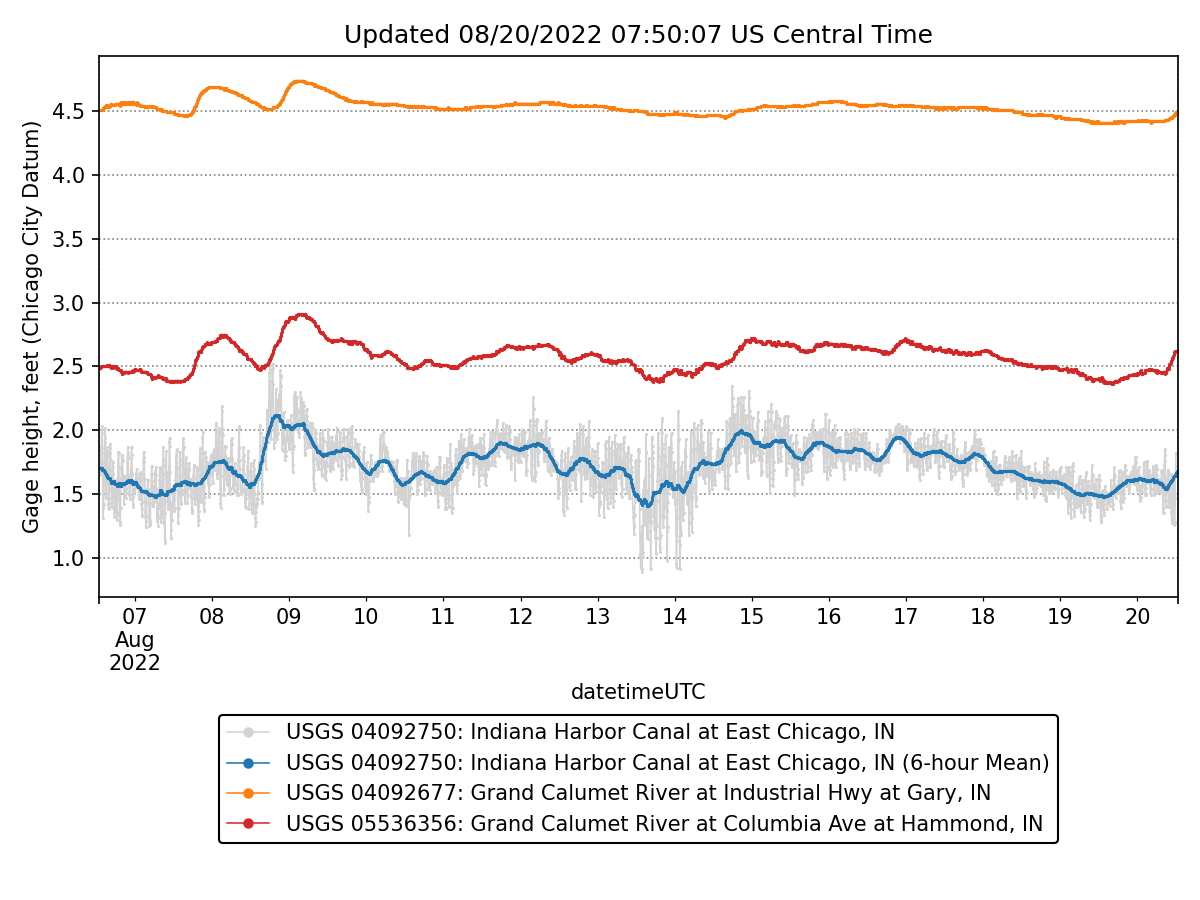 Updated 08/20/2022 07:50:07 US Central Time
Gage height, feet (Chicago City Datum)
4.5
4.0
3.5
3.0
2.5
2.0
1.5
1.0
07 08 09 10 11 12 13 14 15 16 17 18 19 20
Aug
2022
datetimeUTC
USGS 04092750: Indiana Harbor Canal at East Chicago, IN
USGS 04092750: Indiana Harbor Canal at East Chicago, IN (6-hour Mean)
USGS 04092677: Grand Calumet River at Industrial Hwy at Gary, IN
USGS 05536356: Grand Calumet River at Columbia Ave at Hammond, IN